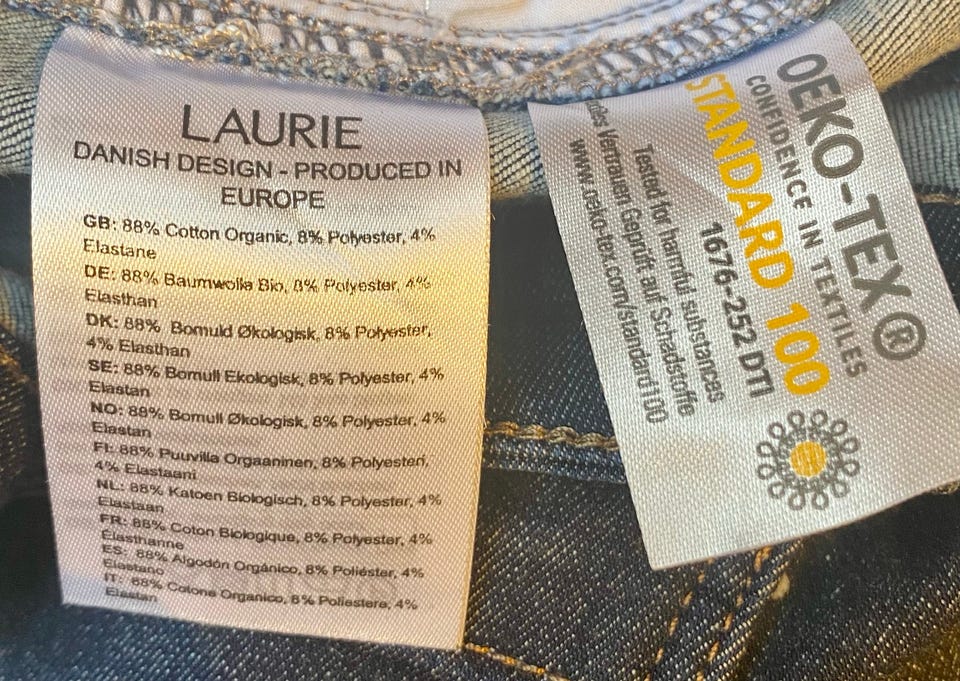 LAURIE
DANISH DESIGN - PRODUCED IN
EUROPE
GB: 88% Cotton Organic, 8% Polyester, 4%
Elastane
DE: 88% Baumwolle Bio, 8% Polyester, 4%
Elasthan
DK: 88% Bomuld Økologisk, 8% Polyester,
4% Elasthan
SE: 88% Bomull Ekologisk, 8% Polyester, 4%
Elastan
NO: 88% Bomull Økologisk, 8% Polyester, 4%
Elastan
FI: 88% Puuvilla Orgaaninen, 8% Polyesteri,
4% Elastaani
NL: 88% Katoen Biologisch, 8% Polyester, 4%
Elastaan
FR: 88% Coton Biologique, 8% Polyester, 4%
Élasthanne
ES: 88% Algodón Orgánico, 8% Poliéster, 4%
Elastano
IT: 88% Cotone Organico, 8% Poliestere, 4%
Elastan
OEKO-TEX®
CONFIDENCE IN TEXTILES
STANDARD 100
1676-252 DTI
Tested for harmful substances
Vertrauen Geprüft auf Schadstoffe
www.oeko-tex.com/standard100